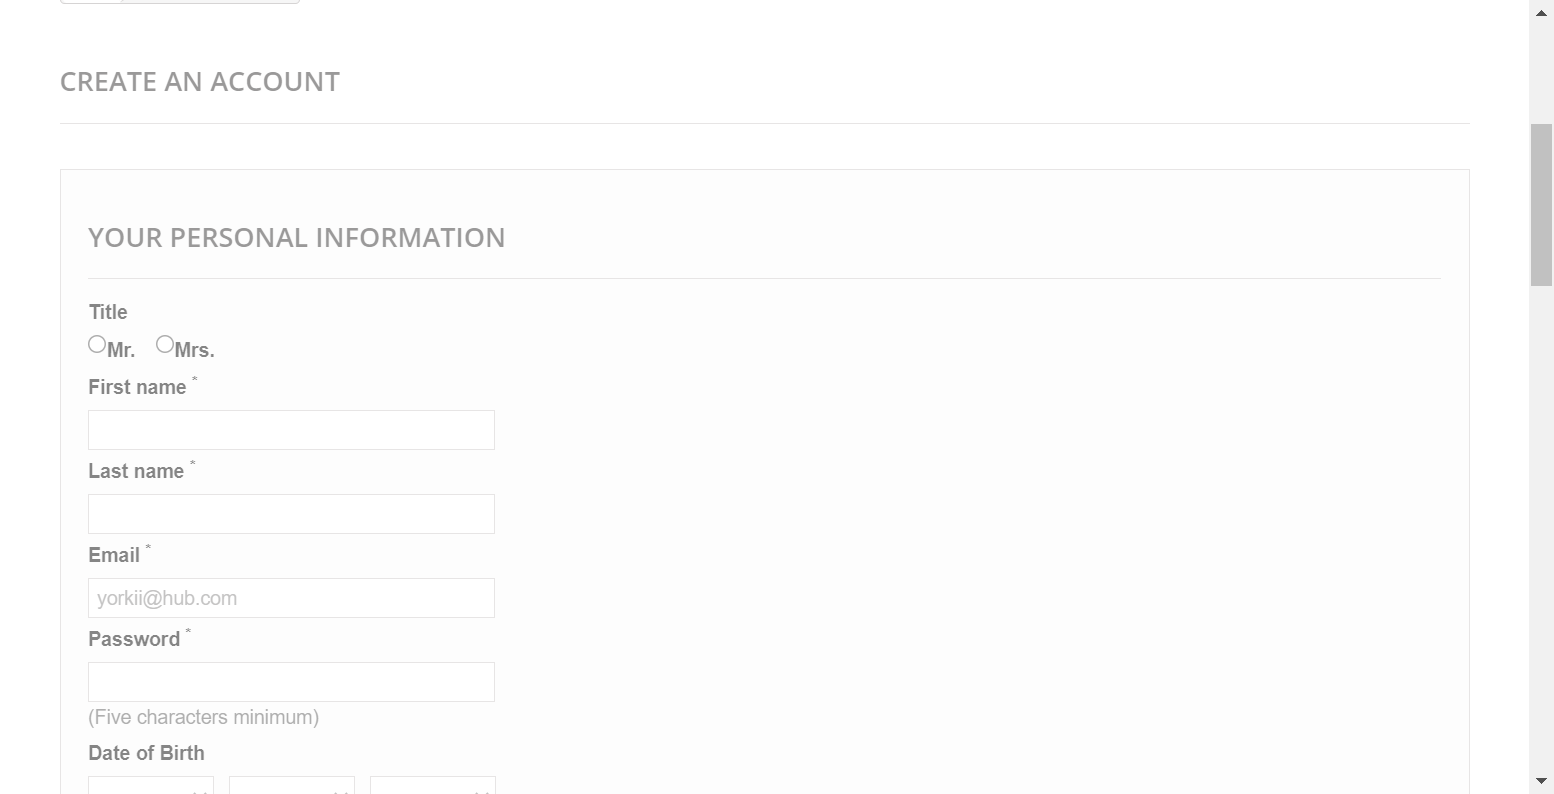 CREATE AN ACCOUNT
YOUR PERSONAL INFORMATION
Title
Mr. Mrs.
First name *
Last name *
Email *
yorkii@hub.com
Password *
(Five characters minimum)
Date of Birth